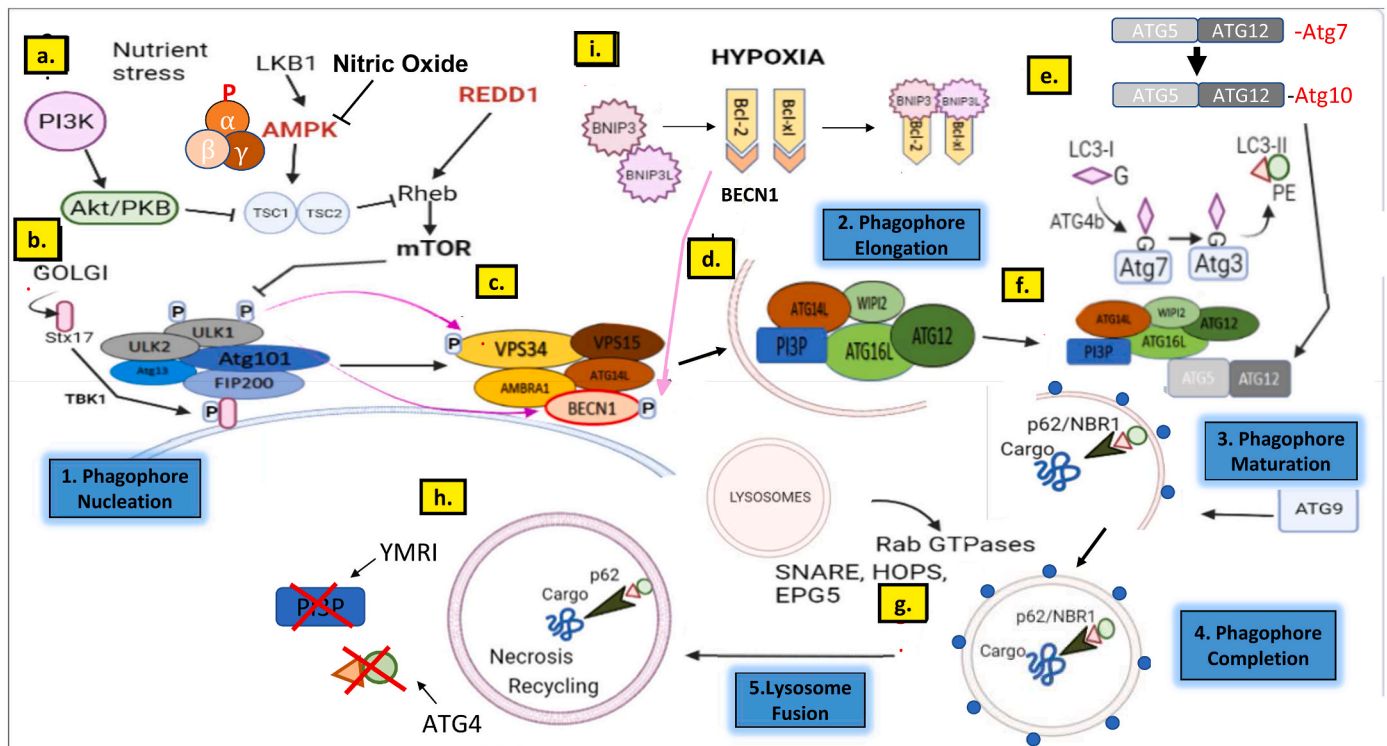 a.
Nutrient
stress
LKB1
Nitric Oxide
P
α
β
γ
AMPK
REDD1
PI3K
Akt/PKB
TSC1
TSC2
Rheb
mTOR
i.
HYPOXIA
BNIP3
BNIP3L
Bcl-2
Bcl-xl
BECN1
BNIP3
BNIP3L
Bcl-2
Bcl-xl
ATG5
ATG12
-Atg7
e.
ATG5
ATG12
-Atg10
LC3-I
G
ATG4b
G
Atg7
G
Atg3
LC3-II
PE
b.
GOLGI
Stx17
TBK1
P
P
P
ULK1
ULK2
Atg101
Atg13
FIP200
1. Phagophore
Nucleation
c.
P
VPS34
VPS15
AMBRA1
ATG14L
BECN1
P
d.
2. Phagophore
Elongation
ATG14L
WIPI2
PI3P
ATG16L
ATG12
f.
ATG14L
WIPI2
ATG12
PI3P
ATG16L
ATG5
ATG12
p62/NBR1
Cargo
3. Phagophore
Maturation
ATG9
LYSOSOMES
Rab GTPases
SNARE, HOPS,
EPG5
g.
p62/NBR1
Cargo
4. Phagophore
Completion
5.Lysosome
Fusion
h.
p62
Cargo
Necrosis
Recycling
YMRI
PI3P
ATG4